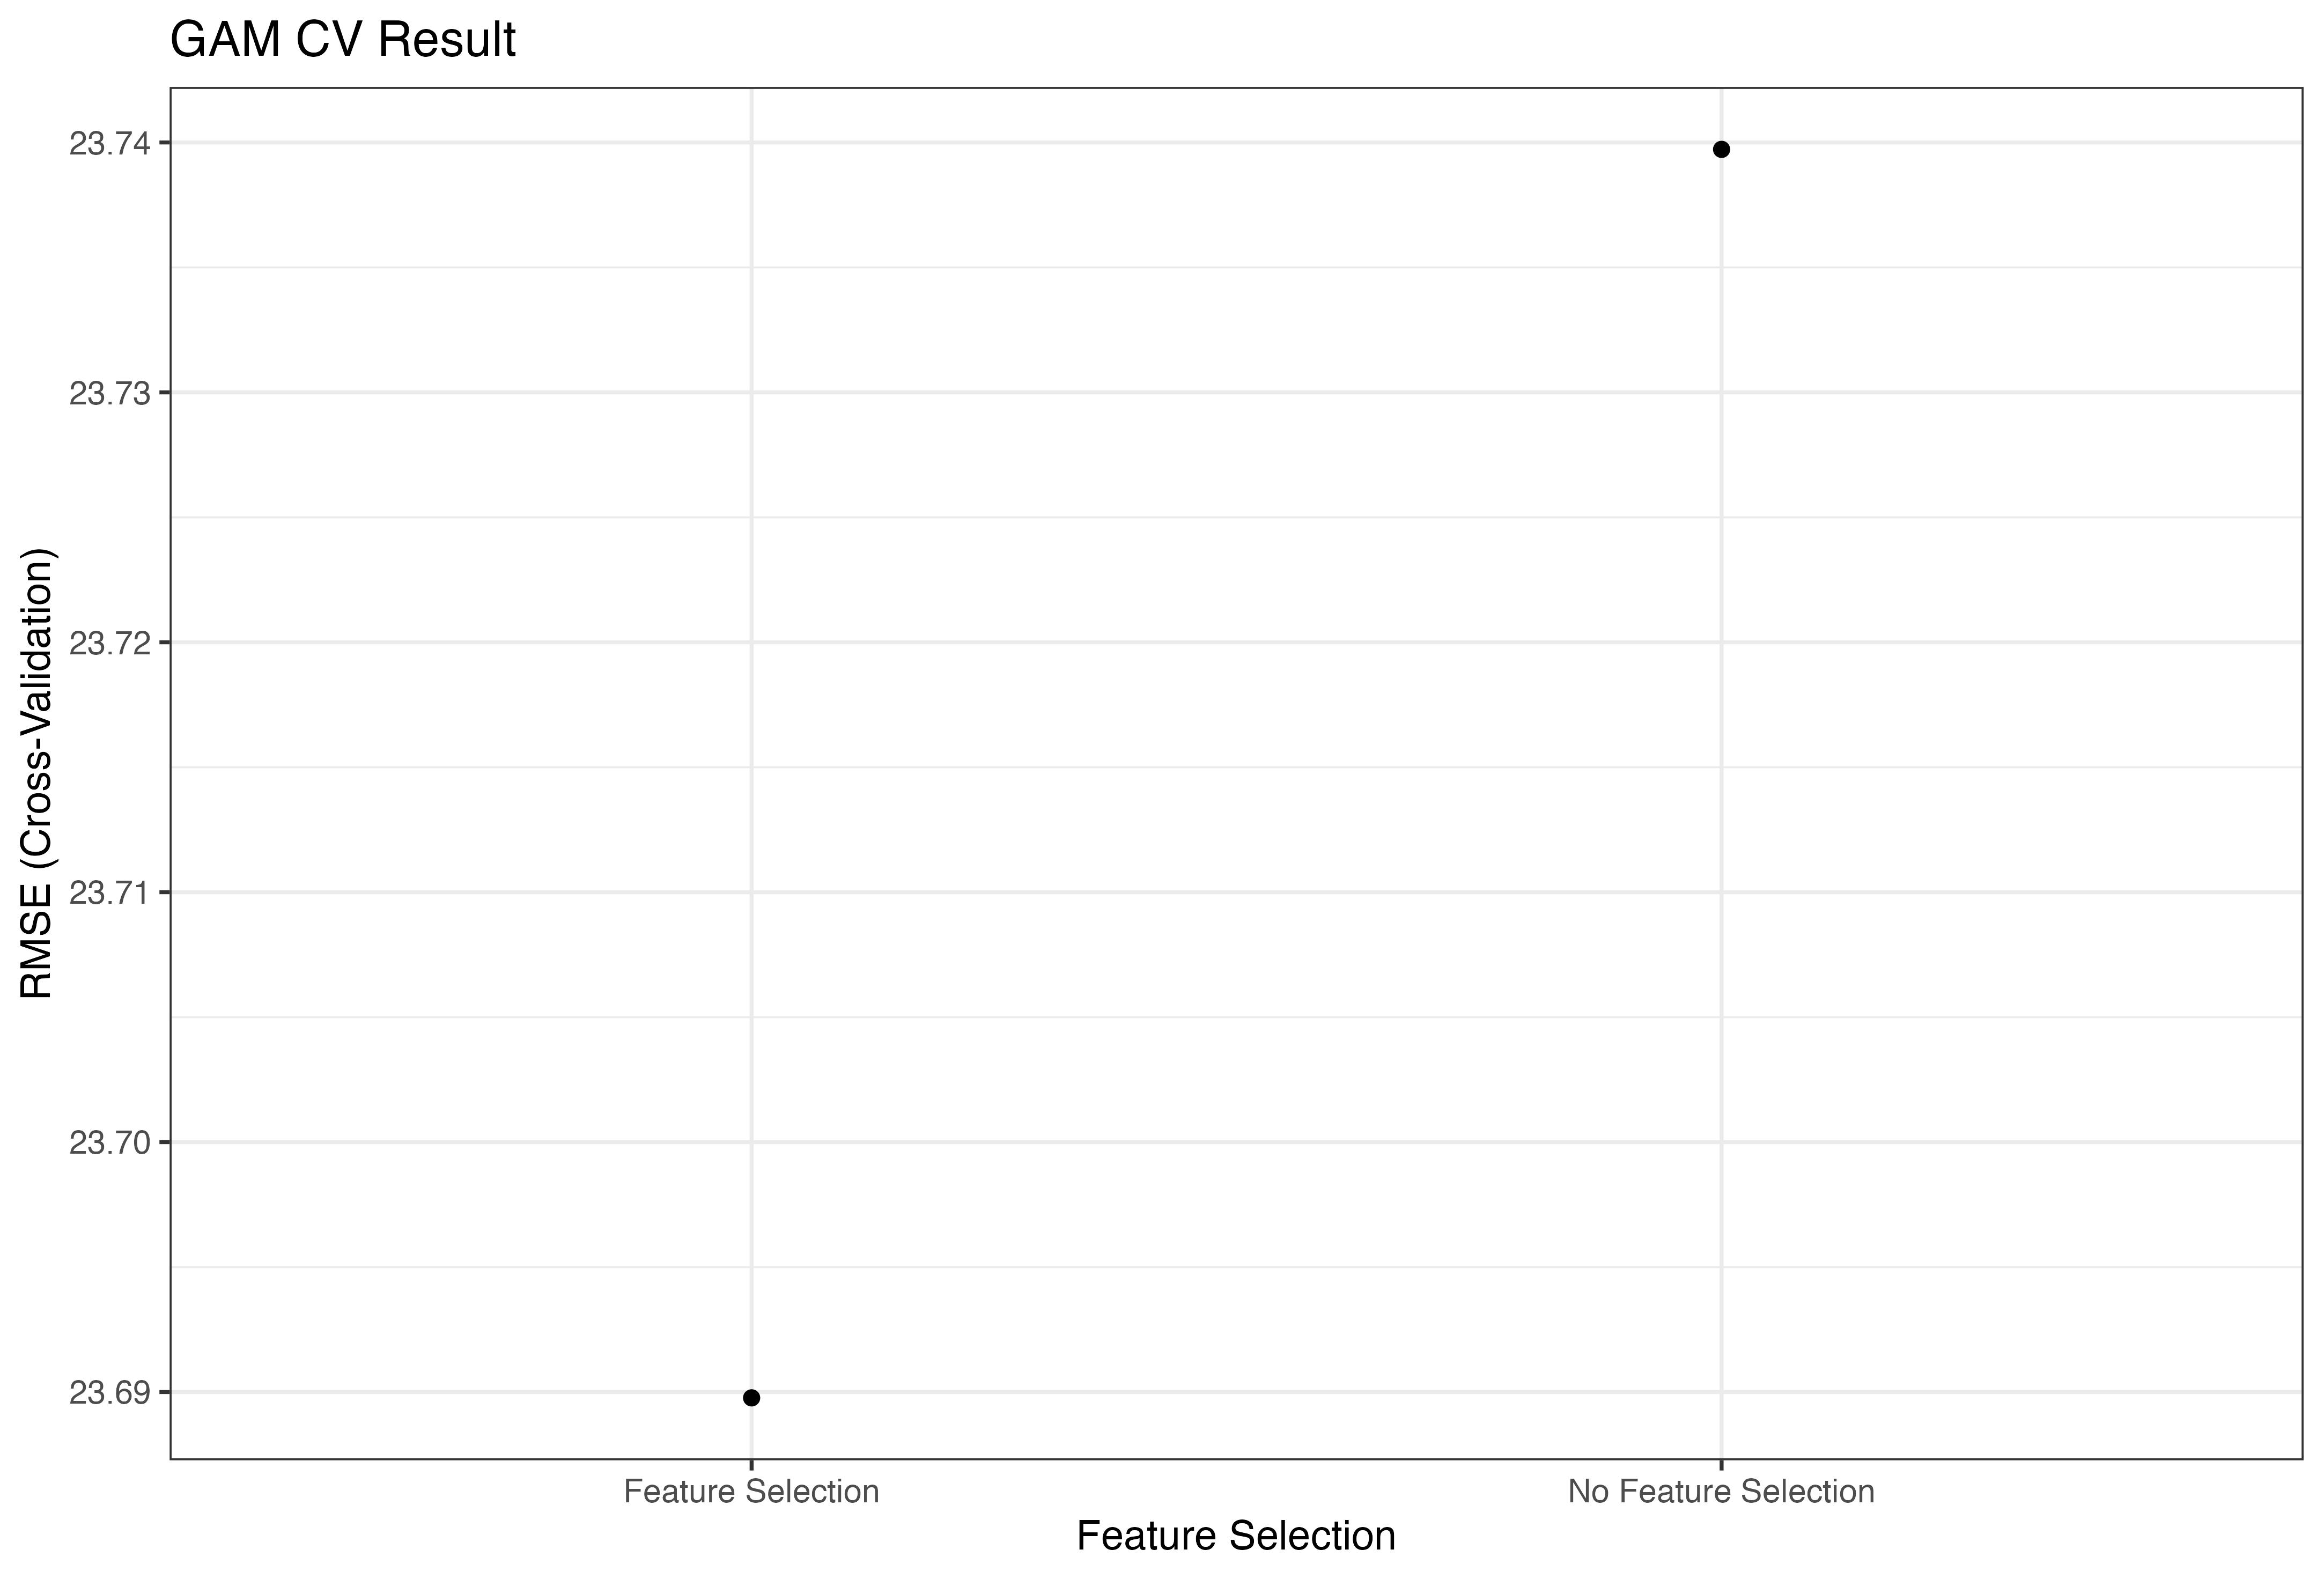 GAM CV Result
RMSE (Cross-Validation)
23.74
23.73
23.72
23.71
23.70
23.69
Feature Selection
No Feature Selection
Feature Selection